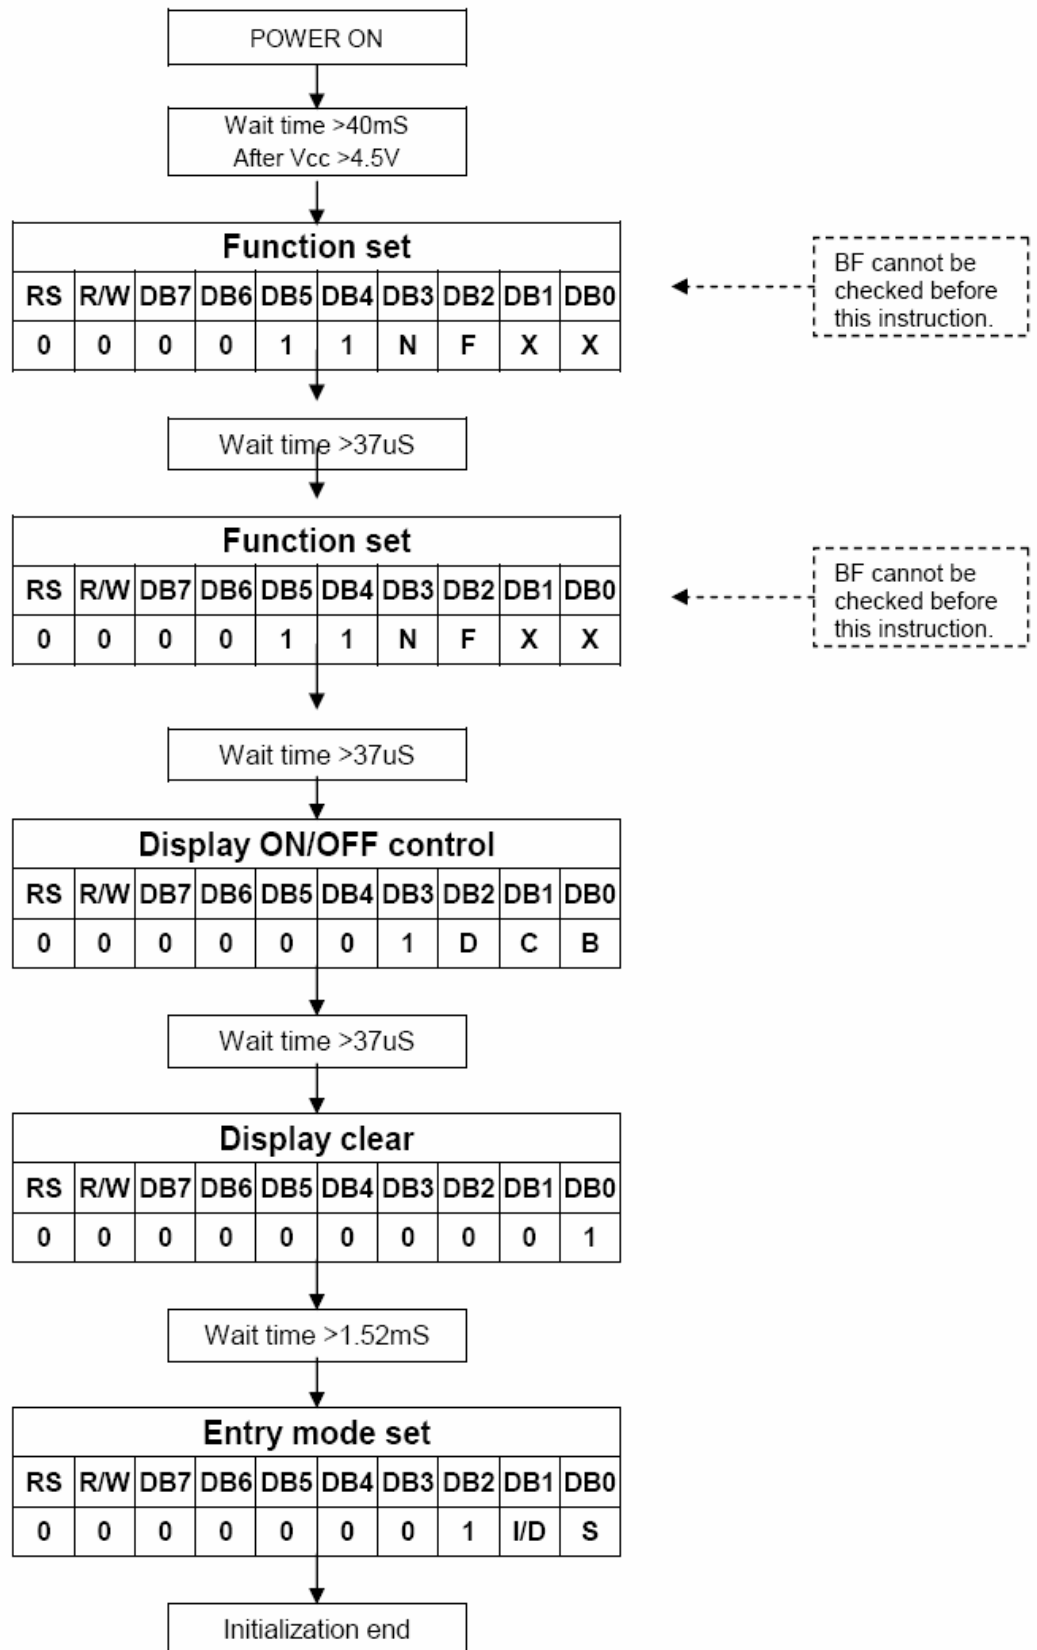 POWER ON
Wait time >40mS
After Vcc >4.5V
Function set
RS R/W DB7 DB6 DB5 DB4 DB3 DB2 DB1 DB0
0 0 0 0 1 1 N F X X
BF cannot be
checked before
this instruction.
Wait time >37uS
Function set
RS R/W DB7 DB6 DB5 DB4 DB3 DB2 DB1 DB0
0 0 0 0 1 1 N F X X
BF cannot be
checked before
this instruction.
Wait time >37uS
Display ON/OFF control
RS R/W DB7 DB6 DB5 DB4 DB3 DB2 DB1 DB0
0 0 0 0 0 0 1 D C B
Wait time >37uS
Display clear
RS R/W DB7 DB6 DB5 DB4 DB3 DB2 DB1 DB0
0 0 0 0 0 0 0 0 0 1
Wait time >1.52mS
Entry mode set
RS R/W DB7 DB6 DB5 DB4 DB3 DB2 DB1 DB0
0 0 0 0 0 0 0 1 I/D S
Initialization end